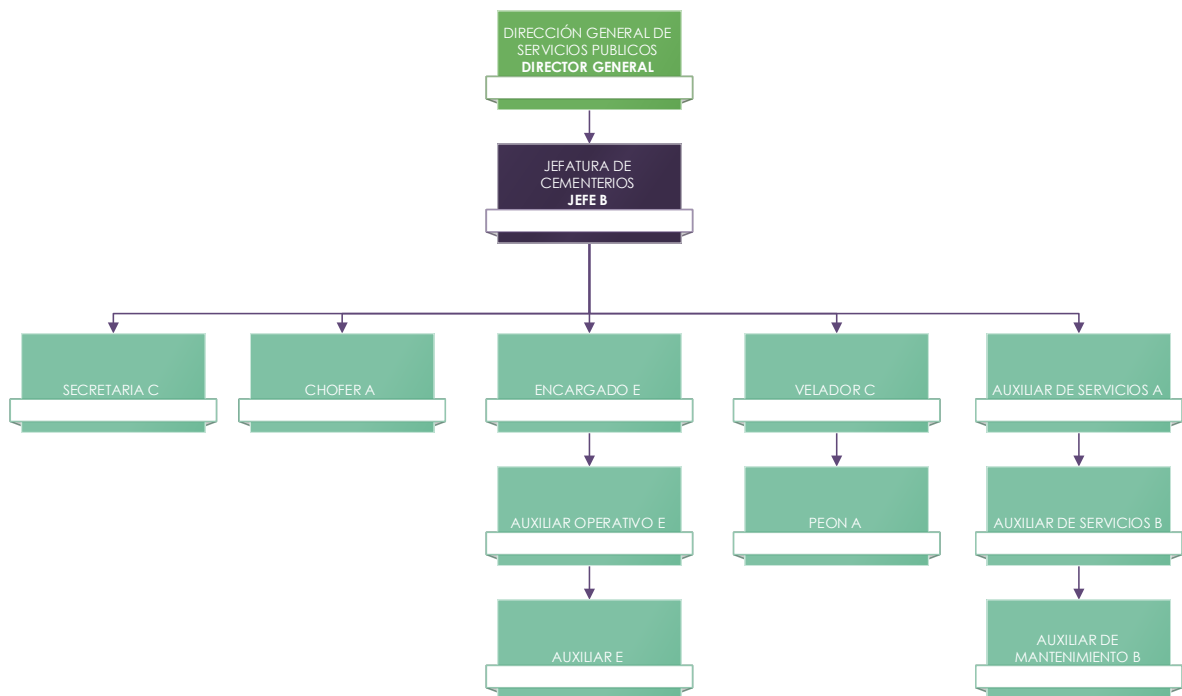 DIRECCIÓN GENERAL DE
SERVICIOS PUBLICOS
DIRECTOR GENERAL
JEFATURA DE
CEMENTERIOS
JEFE B
SECRETARIA C
CHOFER A
ENCARGADO E
VELADOR C
AUXILIAR DE SERVICIOS A
AUXILIAR OPERATIVO E
PEON A
AUXILIAR DE SERVICIOS B
AUXILIAR E
AUXILIAR DE
MANTENIMIENTO B